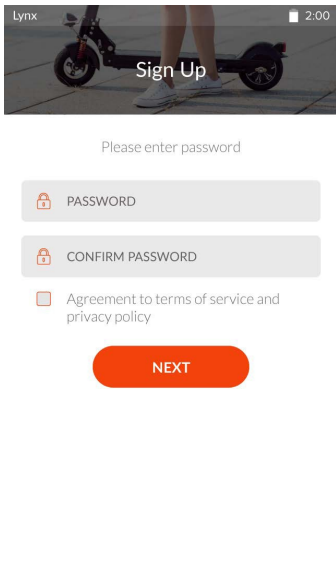 Lynx 2:00
Sign Up
Please enter password
PASSWORD
CONFIRM PASSWORD
Agreement to terms of service and
privacy policy
NEXT